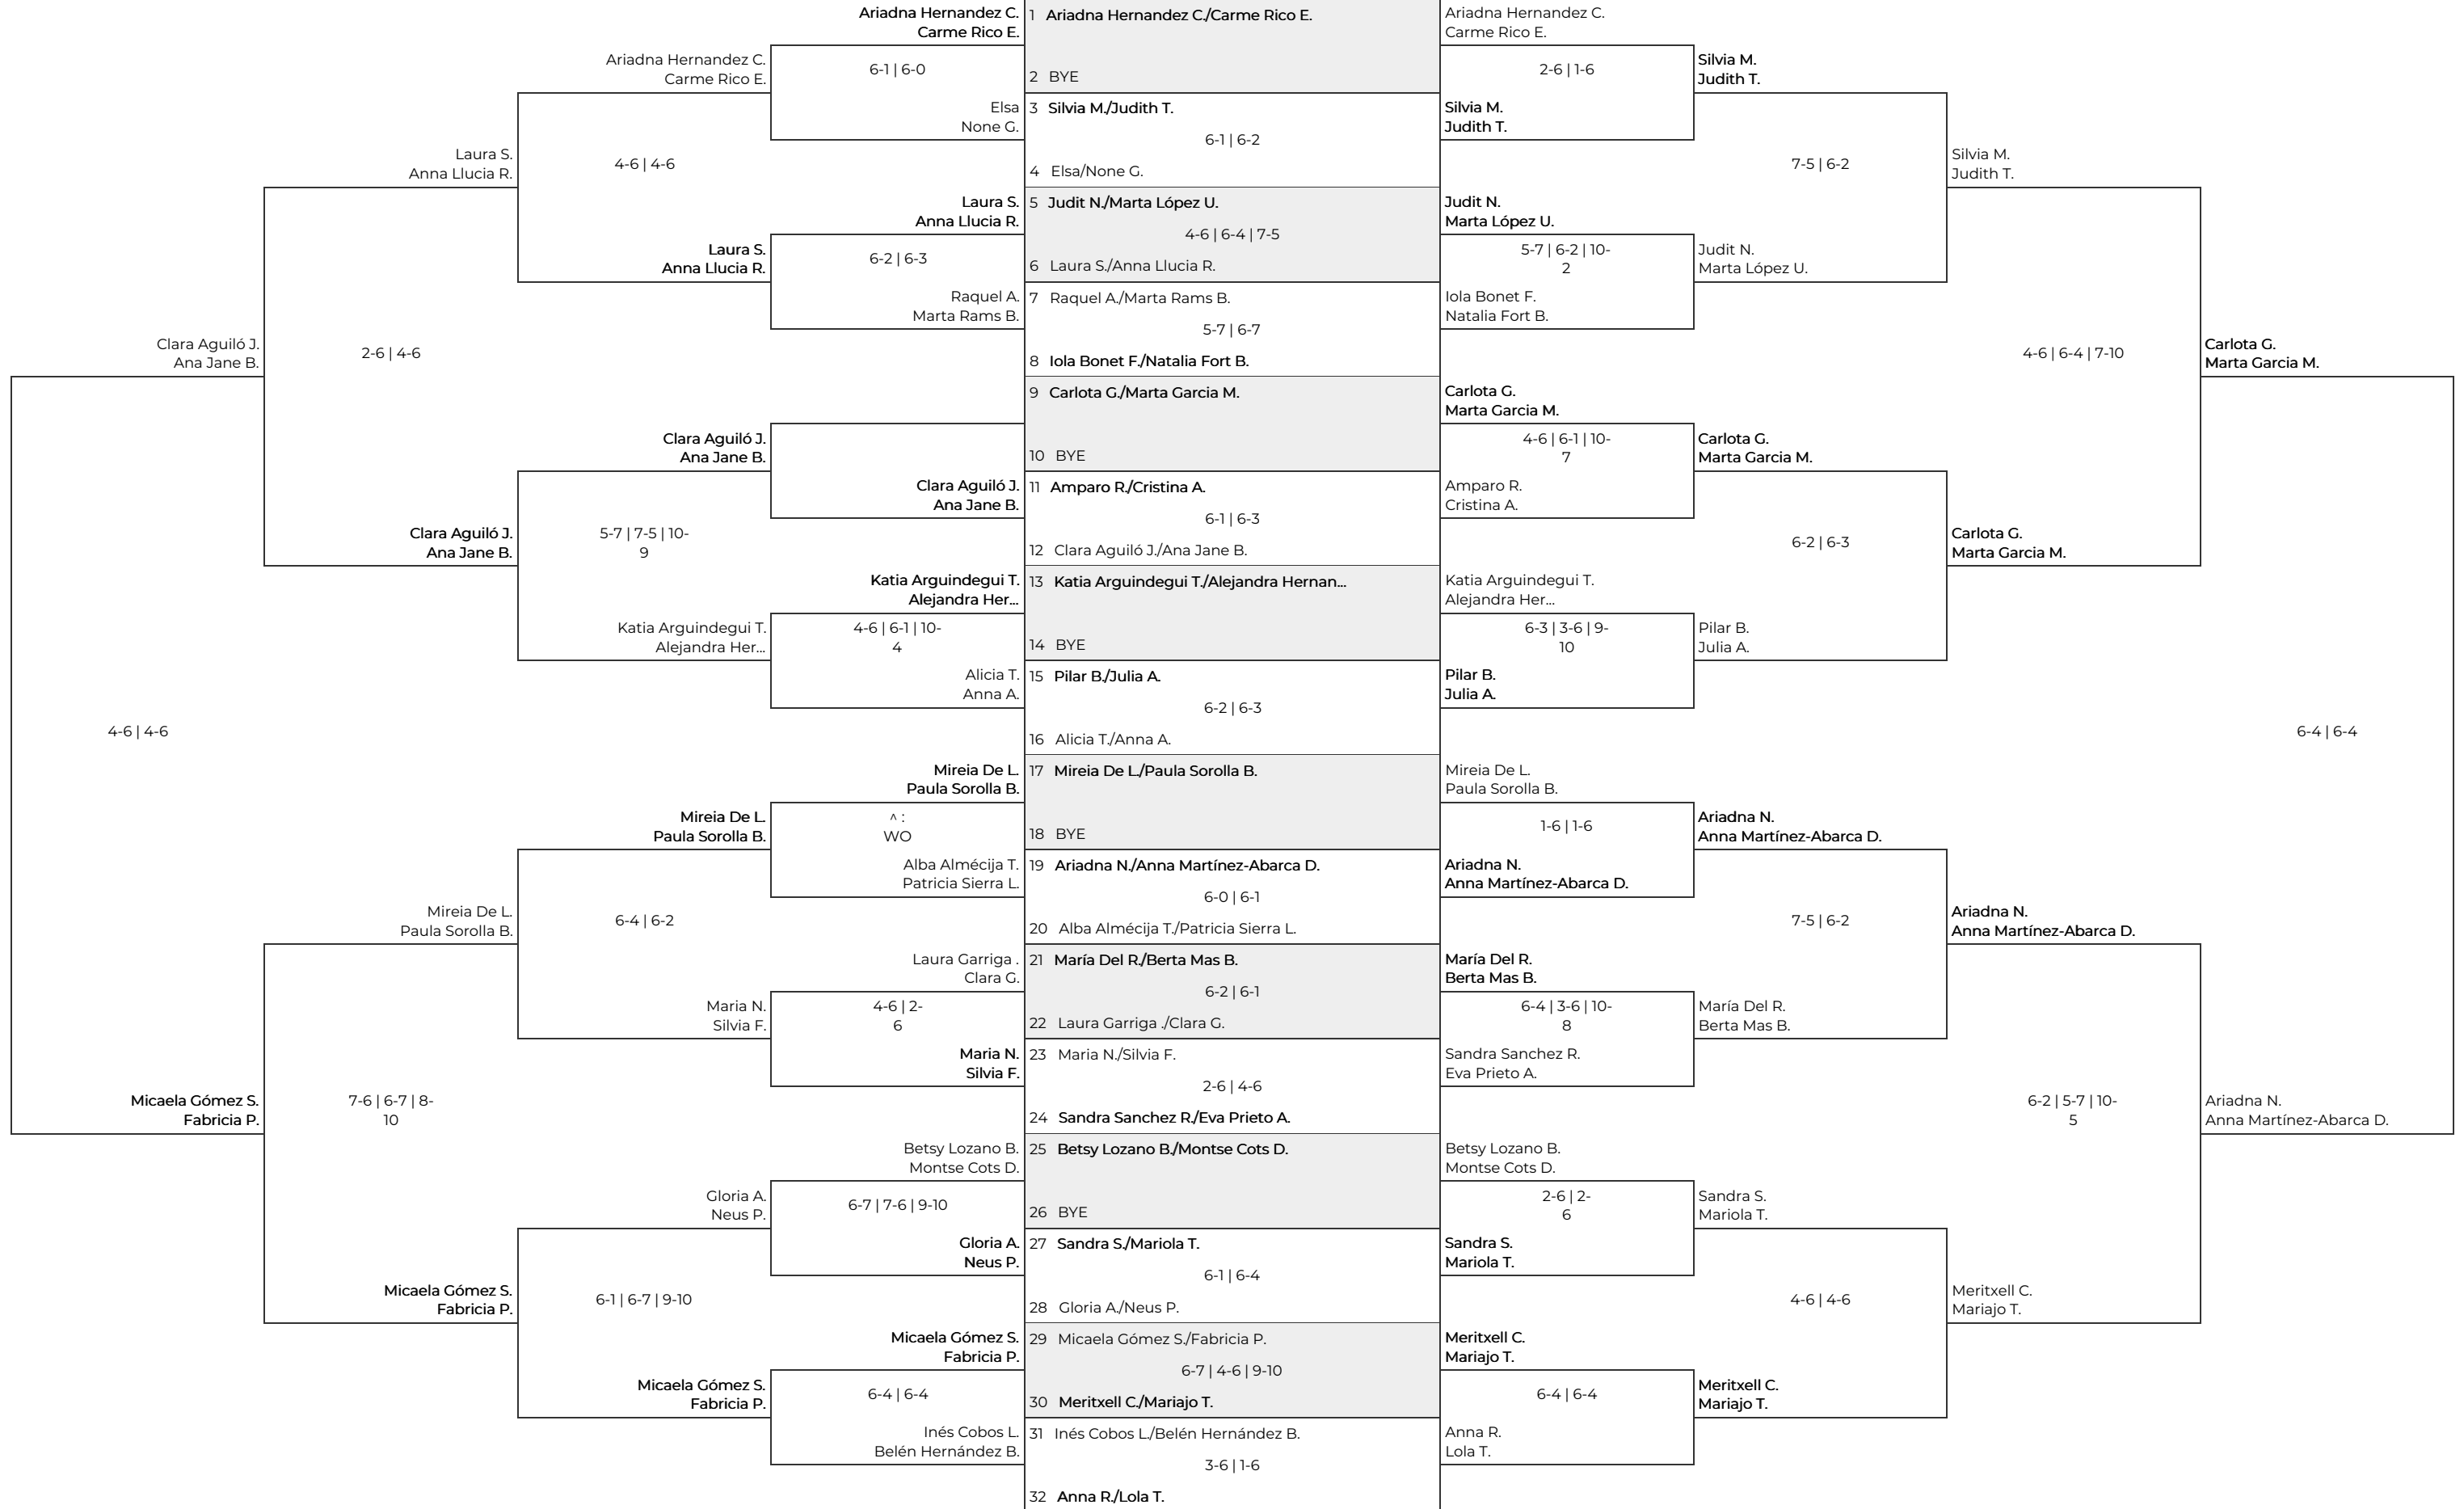 Ariadna Hernandez C.
Carme Rico E.
Ariadna Hernandez C.
Carme Rico E.
6-1 | 6-0
Elsa
None G.
Laura S.
Anna Llucia R.
4-6 | 4-6
Laura S.
Anna Llucia R.
Laura S.
Anna Llucia R.
6-2 | 6-3
Raquel A.
Marta Rams B.
Clara Aguiló J.
Ana Jane B.
2-6 | 4-6
Clara Aguiló J.
Ana Jane B.
Clara Aguiló J.
Ana Jane B.
Clara Aguiló J.
Ana Jane B.
5-7 | 7-5 | 10-
9
Katia Arguindegui T.
Alejandra Her...
Katia Arguindegui T.
Alejandra Her...
4-6 | 6-1 | 10-
4
Alicia T.
Anna A.
4-6 | 4-6
Mireia De L.
Paula Sorolla B.
Mireia De L.
Paula Sorolla B.
^ :
WO
Alba Almécija T.
Patricia Sierra L.
Mireia De L.
Paula Sorolla B.
6-4 | 6-2
Laura Garriga .
Clara G.
Maria N.
Silvia F.
4-6 | 2-
6
Maria N.
Silvia F.
Micaela Gómez S.
Fabricia P.
7-6 | 6-7 | 8-
10
Betsy Lozano B.
Montse Cots D.
Gloria A.
Neus P.
6-7 | 7-6 | 9-10
Gloria A.
Neus P.
Micaela Gómez S.
Fabricia P.
6-1 | 6-7 | 9-10
Micaela Gómez S.
Fabricia P.
Micaela Gómez S.
Fabricia P.
6-4 | 6-4
Inés Cobos L.
Belén Hernández B.
1 Ariadna Hernandez C./Carme Rico E.
2 BYE
3 Silvia M./Judith T.
6-1 | 6-2
4 Elsa/None G.
5 Judit N./Marta López U.
4-6 | 6-4 | 7-5
6 Laura S./Anna Llucia R.
7 Raquel A./Marta Rams B.
5-7 | 6-7
8 Iola Bonet F./Natalia Fort B.
9 Carlota G./Marta Garcia M.
10 BYE
11 Amparo R./Cristina A.
6-1 | 6-3
12 Clara Aguiló J./Ana Jane B.
13 Katia Arguindegui T./Alejandra Hernan...
14 BYE
15 Pilar B./Julia A.
6-2 | 6-3
16 Alicia T./Anna A.
17 Mireia De L./Paula Sorolla B.
18 BYE
19 Ariadna N./Anna Martínez-Abarca D.
6-0 | 6-1
20 Alba Almécija T./Patricia Sierra L.
21 María Del R./Berta Mas B.
6-2 | 6-1
22 Laura Garriga ./Clara G.
23 Maria N./Silvia F.
2-6 | 4-6
24 Sandra Sanchez R./Eva Prieto A.
25 Betsy Lozano B./Montse Cots D.
26 BYE
27 Sandra S./Mariola T.
6-1 | 6-4
28 Gloria A./Neus P.
29 Micaela Gómez S./Fabricia P.
6-7 | 4-6 | 9-10
30 Meritxell C./Mariajo T.
31 Inés Cobos L./Belén Hernández B.
3-6 | 1-6
32 Anna R./Lola T.
Ariadna Hernandez C.
Carme Rico E.
2-6 | 1-6
Silvia M.
Judith T.
Silvia M.
Judith T.
7-5 | 6-2
Silvia M.
Judith T.
Judit N.
Marta López U.
5-7 | 6-2 | 10-
2
Judit N.
Marta López U.
Iola Bonet F.
Natalia Fort B.
4-6 | 6-4 | 7-10
Carlota G.
Marta Garcia M.
Carlota G.
Marta Garcia M.
4-6 | 6-1 | 10-
7
Carlota G.
Marta Garcia M.
Amparo R.
Cristina A.
6-2 | 6-3
Carlota G.
Marta Garcia M.
Katia Arguindegui T.
Alejandra Her...
6-3 | 3-6 | 9-
10
Pilar B.
Julia A.
Pilar B.
Julia A.
6-4 | 6-4
Mireia De L.
Paula Sorolla B.
1-6 | 1-6
Ariadna N.
Anna Martínez-Abarca D.
Ariadna N.
Anna Martínez-Abarca D.
7-5 | 6-2
Ariadna N.
Anna Martínez-Abarca D.
María Del R.
Berta Mas B.
6-4 | 3-6 | 10-
8
María Del R.
Berta Mas B.
Sandra Sanchez R.
Eva Prieto A.
6-2 | 5-7 | 10-
5
Ariadna N.
Anna Martínez-Abarca D.
Betsy Lozano B.
Montse Cots D.
2-6 | 2-
6
Sandra S.
Mariola T.
Sandra S.
Mariola T.
4-6 | 4-6
Meritxell C.
Mariajo T.
Meritxell C.
Mariajo T.
6-4 | 6-4
Meritxell C.
Mariajo T.
Anna R.
Lola T.